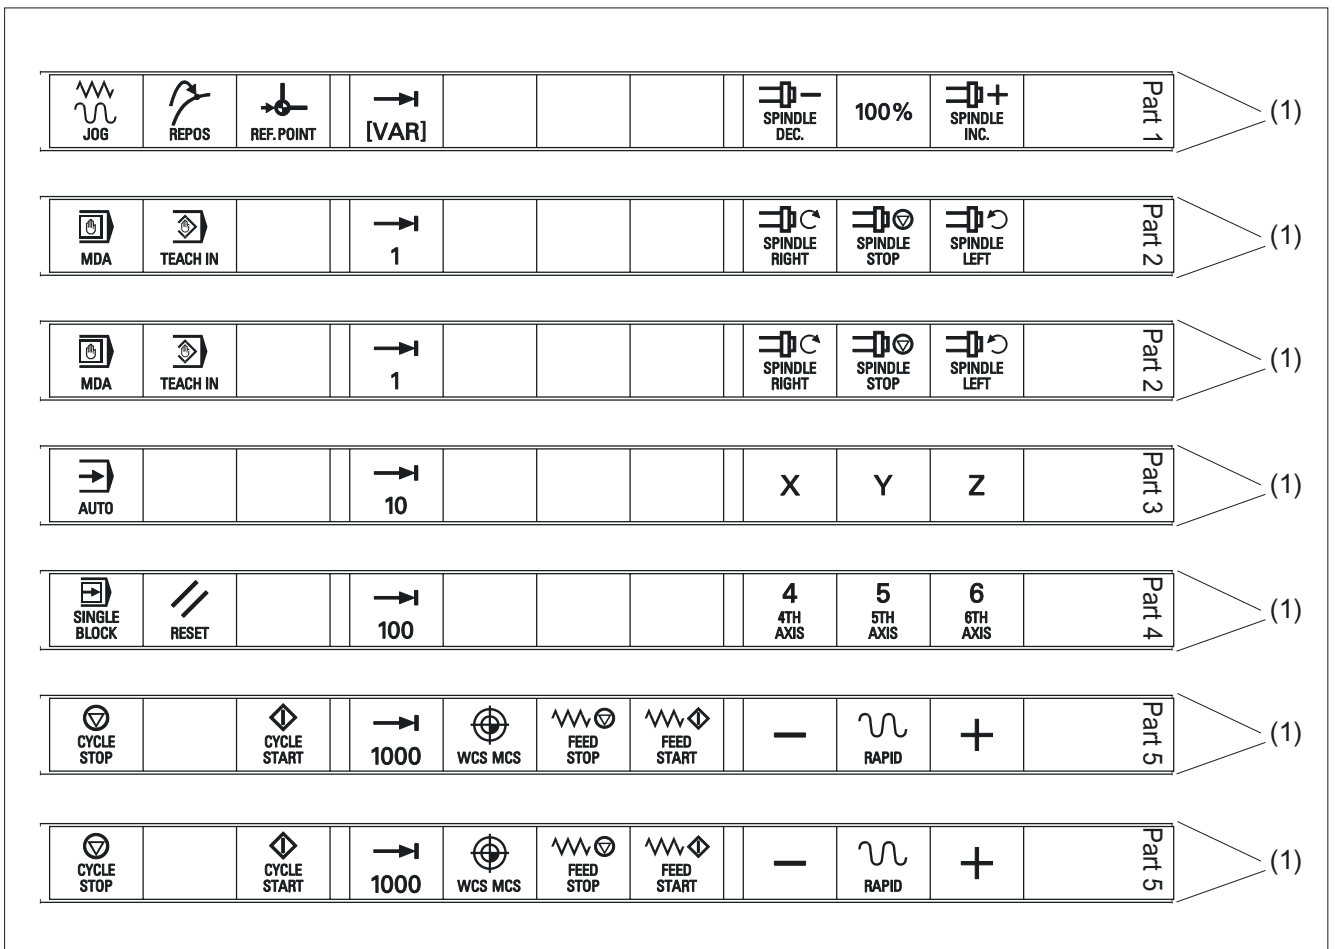 JOG REPOS REF. POINT [VAR] SPINDLE DEC. 100% SPINDLE INC. Part 1 (1)
MDA TEACH IN 1 SPINDLE RIGHT SPINDLE STOP SPINDLE LEFT Part 2 (1)
MDA TEACH IN 1 SPINDLE RIGHT SPINDLE STOP SPINDLE LEFT Part 2 (1)
AUTO 10 X Y Z Part 3 (1)
SINGLE BLOCK RESET 100 4 4TH AXIS 5 5TH AXIS 6 6TH AXIS Part 4 (1)
CYCLE STOP CYCLE START 1000 WCS MCS FEED STOP FEED START − RAPID + Part 5 (1)
CYCLE STOP CYCLE START 1000 WCS MCS FEED STOP FEED START − RAPID + Part 5 (1)